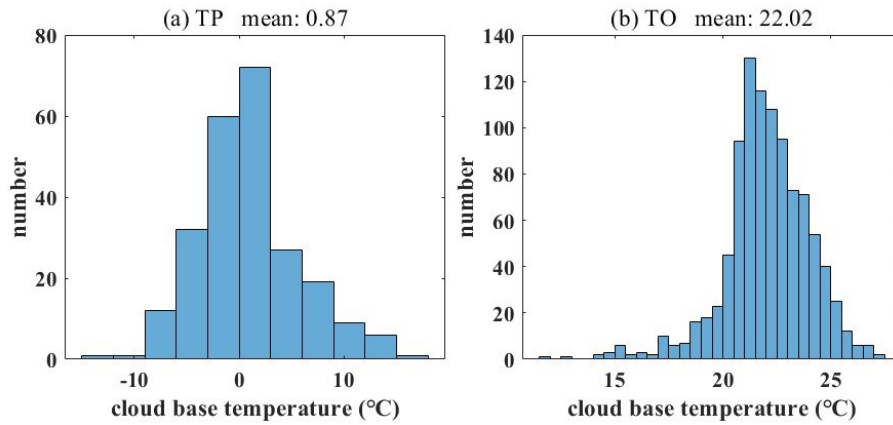 (a) TP mean: 0.87
80
60
40
20
0
number
-10 0 10
cloud base temperature (°C)
(b) TO mean: 22.02
140
120
100
80
60
40
20
0
number
15 20 25
cloud base temperature (°C)